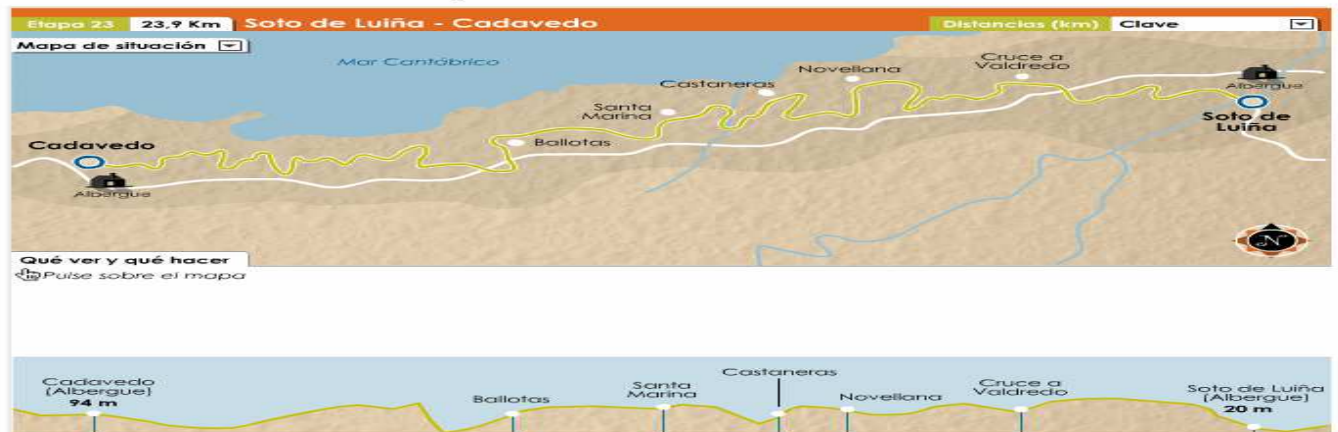 Etapa 23 23,9 Km Soto de Luiña - Cadavedo Distancias (km) Clave
Mapa de situación
Mar Cantábrico
Cruce a
Valdredo
Novellana
Castaneras
Albergue
Santa
Marina
Soto de
Luiña
Ballotas
Cadavedo
Albergue
N
Qué ver y qué hacer
Pulse sobre el mapa
Cadavedo
(Albergue)
94 m
Ballotas
Santa
Marina
Castaneras
Novellana
Cruce a
Valdredo
Soto de Luiña
(Albergue)
20 m